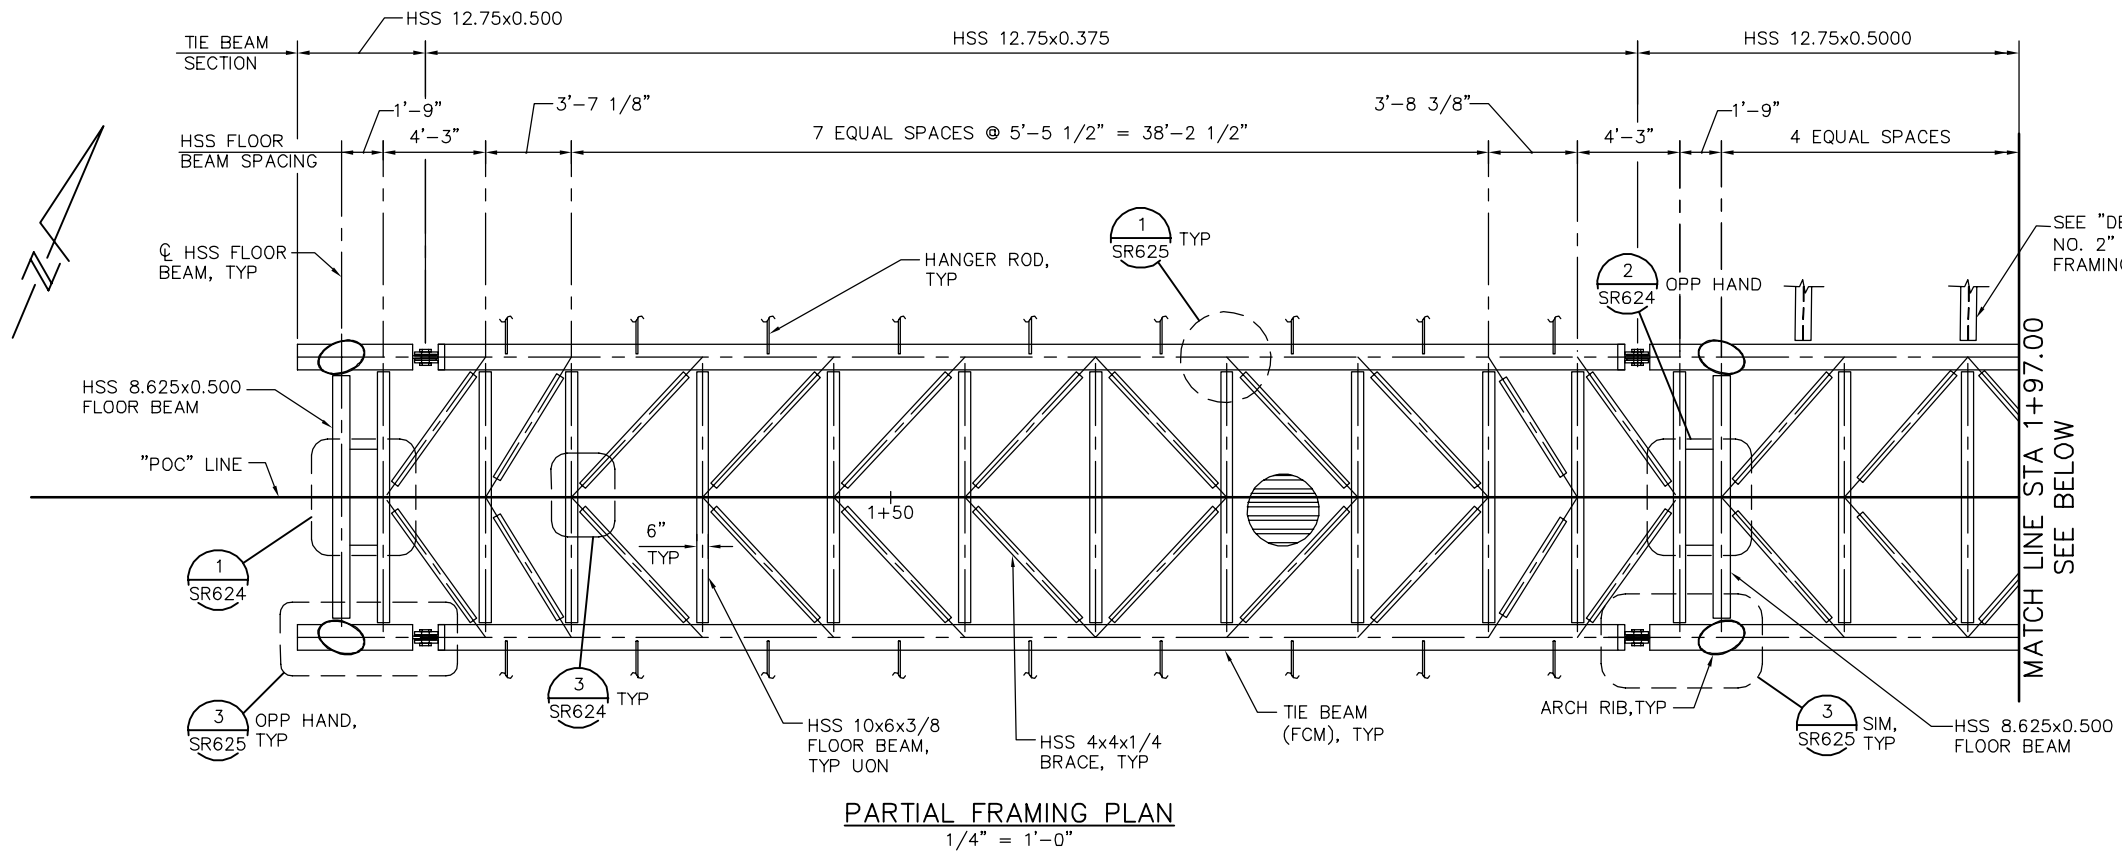 HSS 12.75x0.500
TIE BEAM
SECTION
HSS 12.75x0.375
HSS 12.75x0.5000
1'-9"
3'-7 1/8"
3'-8 3/8"
1'-9"
HSS FLOOR
BEAM SPACING
4'-3"
7 EQUAL SPACES @ 5'-5 1/2" = 38'-2 1/2"
4'-3"
4 EQUAL SPACES
N
℄ HSS FLOOR
BEAM, TYP
HANGER ROD,
TYP
1
SR625
TYP
2
SR624
OPP HAND
SEE "DE
NO. 2"
FRAMING
HSS 8.625x0.500
FLOOR BEAM
"POC" LINE
1+50
6"
TYP
MATCH LINE STA 1+97.00
SEE BELOW
1
SR624
3
SR625
OPP HAND,
TYP
3
SR624
TYP
HSS 10x6x3/8
FLOOR BEAM,
TYP UON
HSS 4x4x1/4
BRACE, TYP
TIE BEAM
(FCM), TYP
ARCH RIB,TYP
3
SR625
SIM,
TYP
HSS 8.625x0.500
FLOOR BEAM
PARTIAL FRAMING PLAN
1/4" = 1'-0"